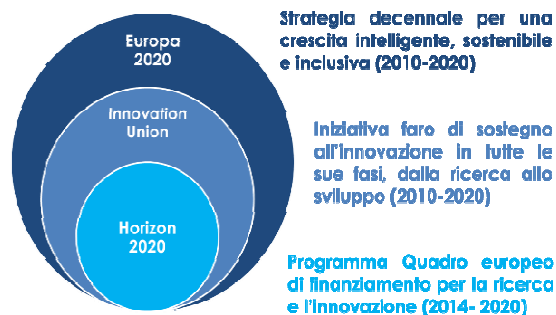 Europa
2020
Strategia decennale per una
crescita intelligente, sostenibile
e inclusiva (2010-2020)
Innovation
Union
Iniziativa faro di sostegno
all'innovazione in tutte le
sue fasi, dalla ricerca allo
sviluppo (2010-2020)
Horizon
2020
Programma Quadro europeo
di finanziamento per la ricerca
e l'innovazione (2014- 2020)